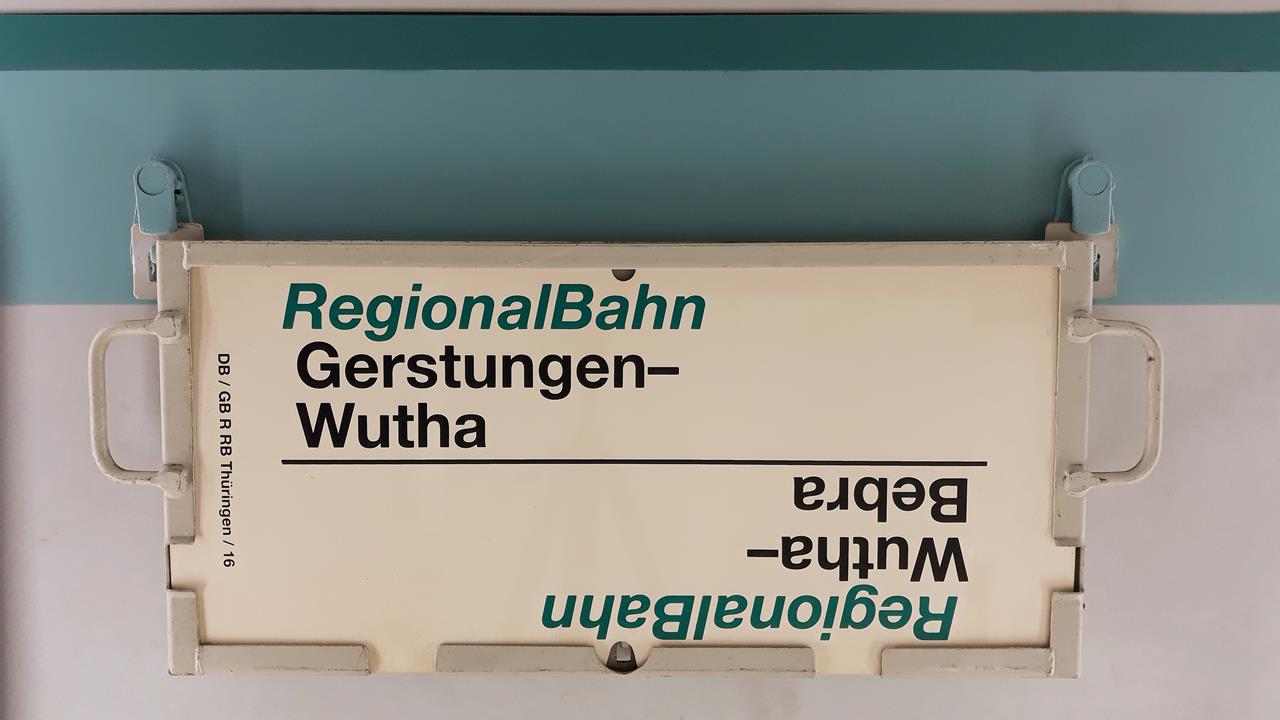 RegionalBahn
Gerstungen–
Wutha
DB / GB R RB Thüringen / 16
RegionalBahn
Wutha–
Bebra